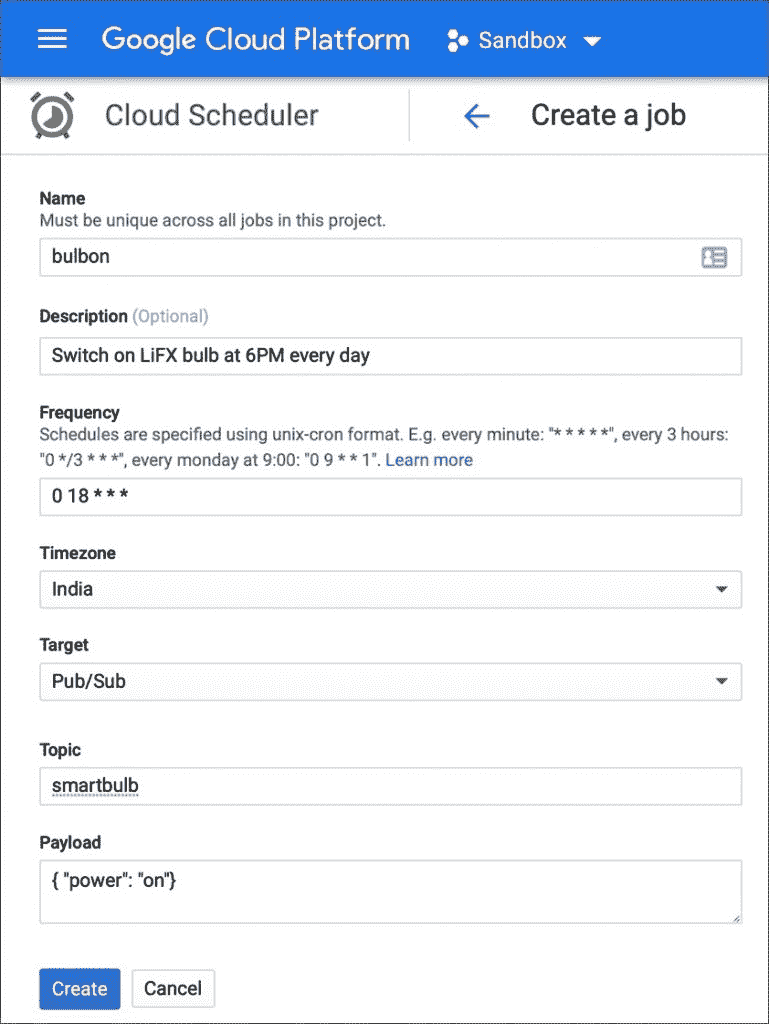 Google Cloud Platform Sandbox
Cloud Scheduler Create a job
Name
Must be unique across all jobs in this project.
bulbon
Description (Optional)
Switch on LiFX bulb at 6PM every day
Frequency
Schedules are specified using unix-cron format. E.g. every minute: "* * * * *", every 3 hours:
"0 */3 * * *", every monday at 9:00: "0 9 * * 1". Learn more
0 18 * * *
Timezone
India
Target
Pub/Sub
Topic
smartbulb
Payload
{ "power": "on"}
Create Cancel